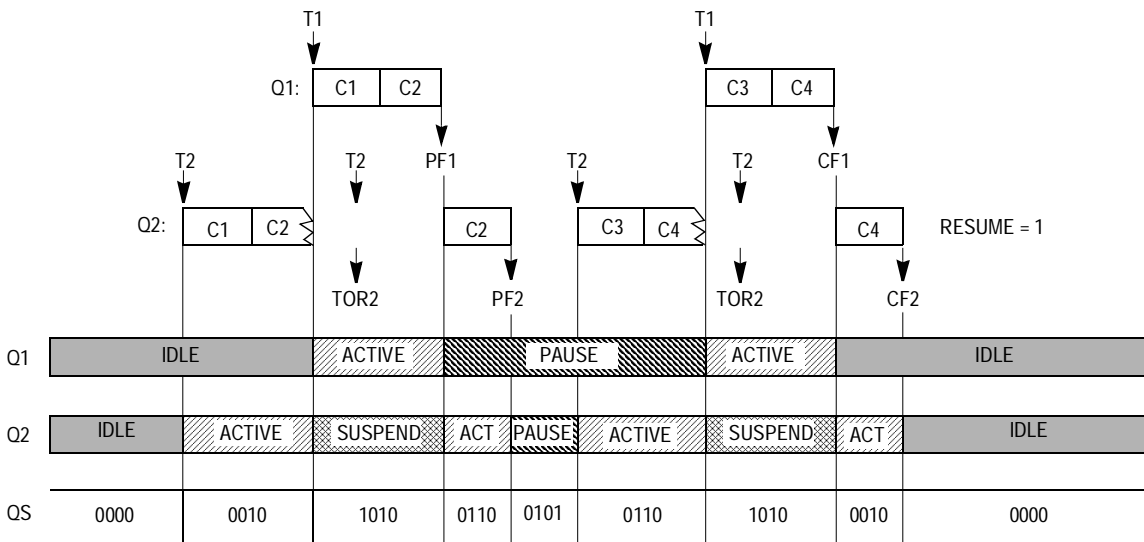 T1 T1
Q1: C1 C2 C3 C4
T2 T2 PF1 T2 T2 CF1
Q2: C1 C2 C2 C3 C4 C4 RESUME = 1
TOR2 PF2 TOR2 CF2
Q1 IDLE ACTIVE PAUSE ACTIVE IDLE
Q2 IDLE ACTIVE SUSPEND ACT PAUSE ACTIVE SUSPEND ACT IDLE
QS 0000 0010 1010 0110 0101 0110 1010 0010 0000